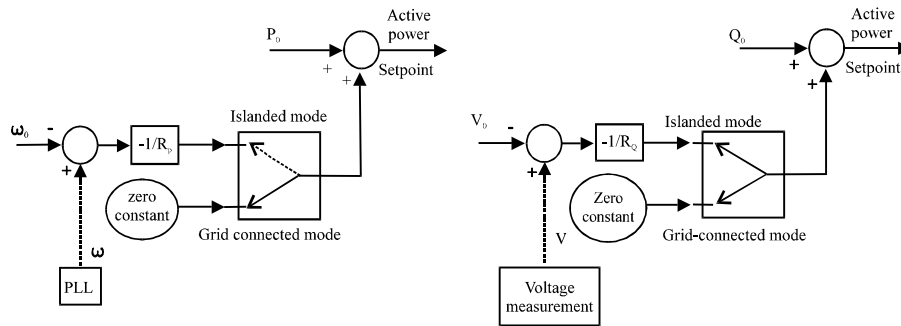 P₀
+
+
Active
power
Setpoint
Islanded mode
ω₀
-
+
-1/Rₚ
zero
constant
Grid connected mode
ω
PLL
Q₀
+
+
Active
power
Setpoint
Islanded mode
V₀
-
+
-1/R_Q
Zero
constant
Grid-connected mode
V
Voltage
measurement